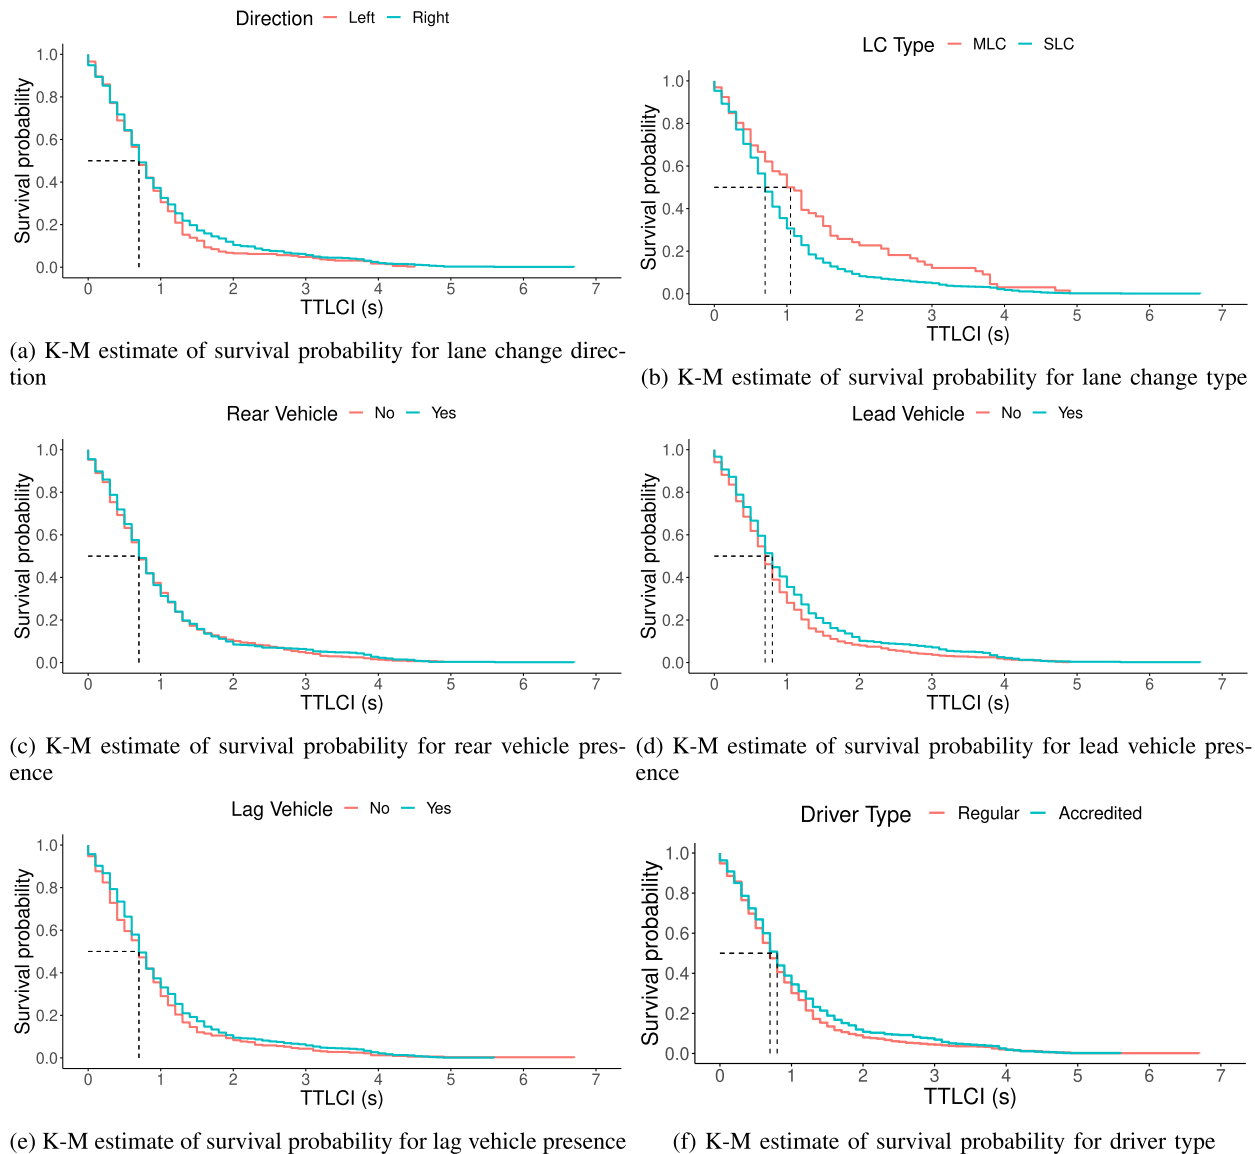 Direction Left Right
Survival probability
1.0
0.8
0.6
0.4
0.2
0.0
0 1 2 3 4 5 6 7
TTLCI (s)
(a) K-M estimate of survival probability for lane change direc-
tion
LC Type MLC SLC
Survival probability
1.0
0.8
0.6
0.4
0.2
0.0
0 1 2 3 4 5 6 7
TTLCI (s)
(b) K-M estimate of survival probability for lane change type
Rear Vehicle No Yes
Survival probability
1.0
0.8
0.6
0.4
0.2
0.0
0 1 2 3 4 5 6 7
TTLCI (s)
(c) K-M estimate of survival probability for rear vehicle pres-
ence
Lead Vehicle No Yes
Survival probability
1.0
0.8
0.6
0.4
0.2
0.0
0 1 2 3 4 5 6 7
TTLCI (s)
(d) K-M estimate of survival probability for lead vehicle pres-
ence
Lag Vehicle No Yes
Survival probability
1.0
0.8
0.6
0.4
0.2
0.0
0 1 2 3 4 5 6 7
TTLCI (s)
(e) K-M estimate of survival probability for lag vehicle presence
Driver Type Regular Accredited
Survival probability
1.0
0.8
0.6
0.4
0.2
0.0
0 1 2 3 4 5 6 7
TTLCI (s)
(f) K-M estimate of survival probability for driver type